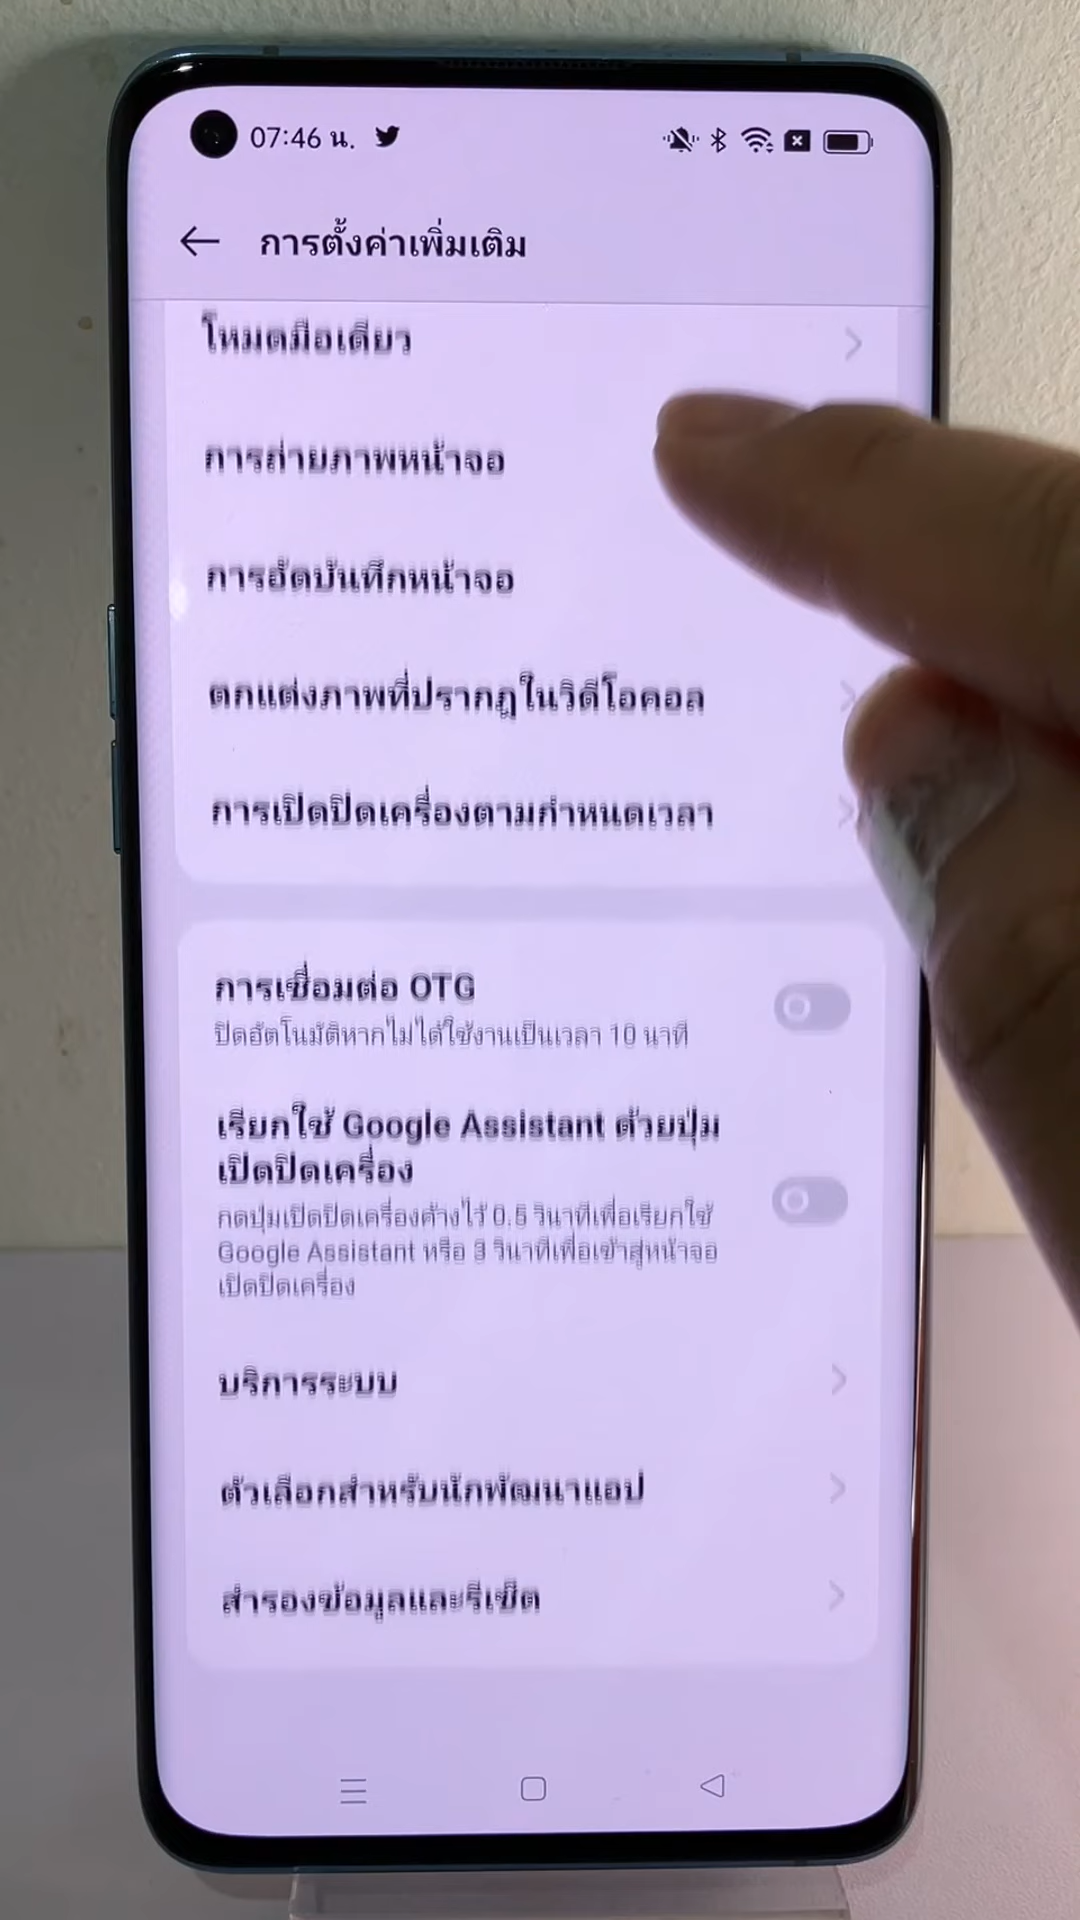 07:46 น.
การตั้งค่าเพิ่มเติม
โหมดมือเดียว
การถ่ายภาพหน้าจอ
การอัดบันทึกหน้าจอ
ตกแต่งภาพที่ปรากฏในวิดีโอคอล
การเปิดปิดเครื่องตามกำหนดเวลา
การเชื่อมต่อ OTG
ปิดอัตโนมัติหากไม่ได้ใช้งานเป็นเวลา 10 นาที
เรียกใช้ Google Assistant ด้วยปุ่ม
เปิดปิดเครื่อง
กดปุ่มเปิดปิดเครื่องค้างไว้ 0.5 วินาทีเพื่อเรียกใช้
Google Assistant หรือ 3 วินาทีเพื่อเข้าสู่หน้าจอ
เปิดปิดเครื่อง
บริการระบบ
ตัวเลือกสำหรับนักพัฒนาแอป
สำรองข้อมูลและรีเซ็ต